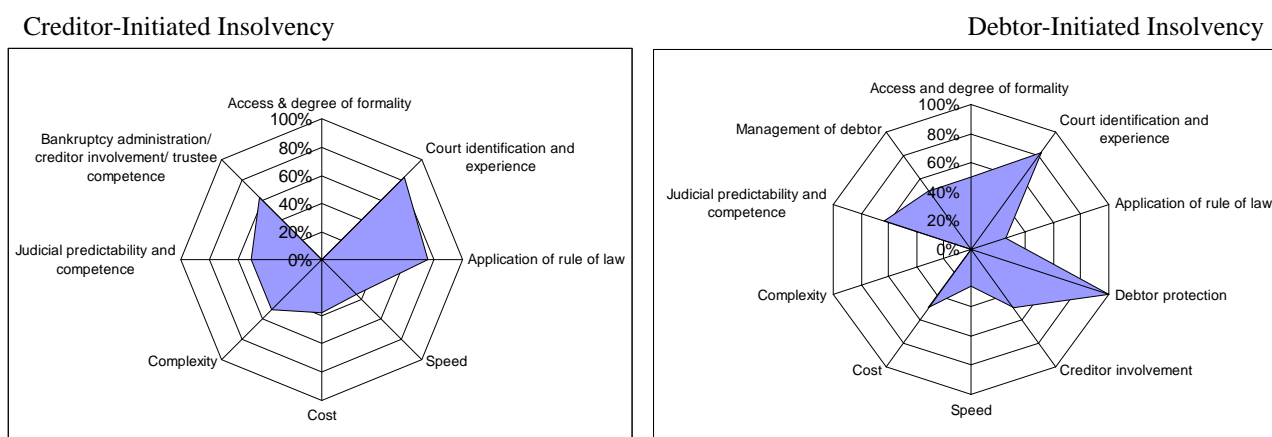 Creditor-Initiated Insolvency
Debtor-Initiated Insolvency
Access & degree of formality
100%
80%
60%
40%
20%
0%
Court identification and
experience
Application of rule of law
Speed
Cost
Complexity
Judicial predictability and
competence
Bankruptcy administration/
creditor involvement/ trustee
competence
Access and degree of formality
100%
80%
60%
40%
20%
0%
Court identification and
experience
Application of rule of law
Debtor protection
Creditor involvement
Speed
Cost
Complexity
Judicial predictability and
competence
Management of debtor